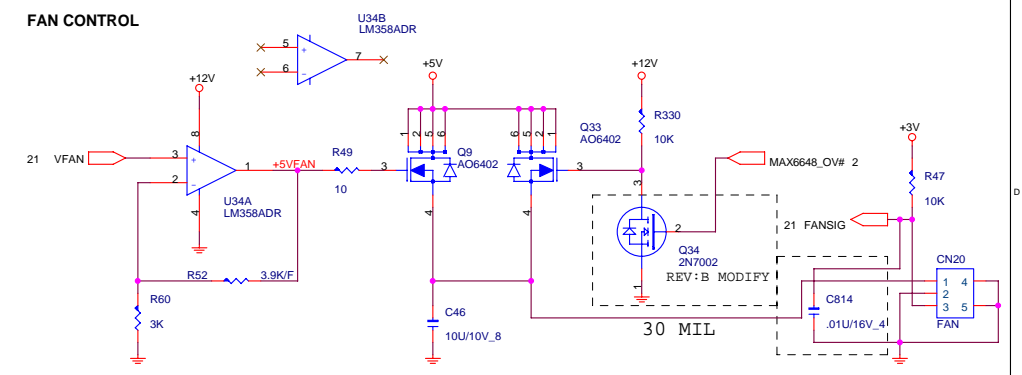 FAN CONTROL
U34B
LM358ADR
5
+
7
6
-
+12V
8
21 VFAN
3
+
1
+5VFAN
2
-
U34A
LM358ADR
4
R49
10
3
R52
3.9K/F
R60
3K
+5V
1
2
5
6
Q9
AO6402
4
6
5
2
1
Q33
AO6402
3
4
+12V
R330
10K
MAX6648_OV# 2
3
2
Q34
2N7002
1
REV:B MODIFY
C46
10U/10V_8
30 MIL
+3V
R47
10K
21 FANSIG
C814
.01U/16V_4
CN20
1 4
2
3 5
FAN
D